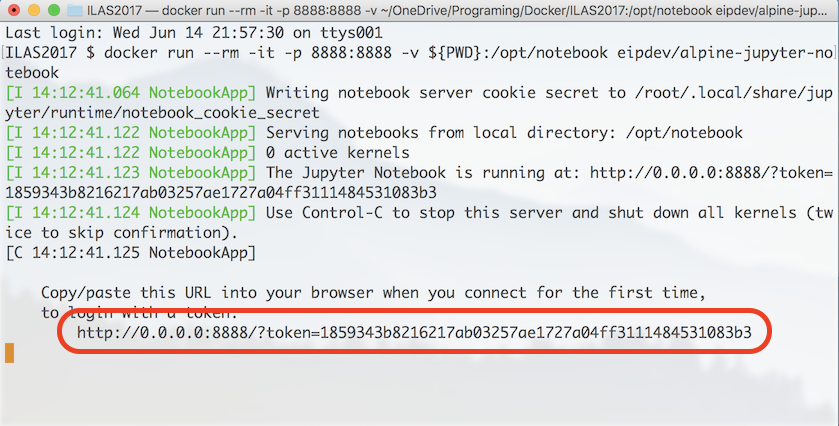 ILAS2017 — docker run --rm -it -p 8888:8888 -v ~/OneDrive/Programing/Docker/ILAS2017:/opt/notebook eipdev/alpine-jup...
Last login: Wed Jun 14 21:57:30 on ttys001
[ILAS2017 $ docker run --rm -it -p 8888:8888 -v ${PWD}:/opt/notebook eipdev/alpine-jupyter-no]
tebook
[I 14:12:41.064 NotebookApp] Writing notebook server cookie secret to /root/.local/share/jup
yter/runtime/notebook_cookie_secret
[I 14:12:41.122 NotebookApp] Serving notebooks from local directory: /opt/notebook
[I 14:12:41.122 NotebookApp] 0 active kernels
[I 14:12:41.123 NotebookApp] The Jupyter Notebook is running at: http://0.0.0.0:8888/?token=
1859343b8216217ab03257ae1727a04ff3111484531083b3
[I 14:12:41.124 NotebookApp] Use Control-C to stop this server and shut down all kernels (tw
ice to skip confirmation).
[C 14:12:41.125 NotebookApp]
Copy/paste this URL into your browser when you connect for the first time,
to login with a token:
http://0.0.0.0:8888/?token=1859343b8216217ab03257ae1727a04ff3111484531083b3